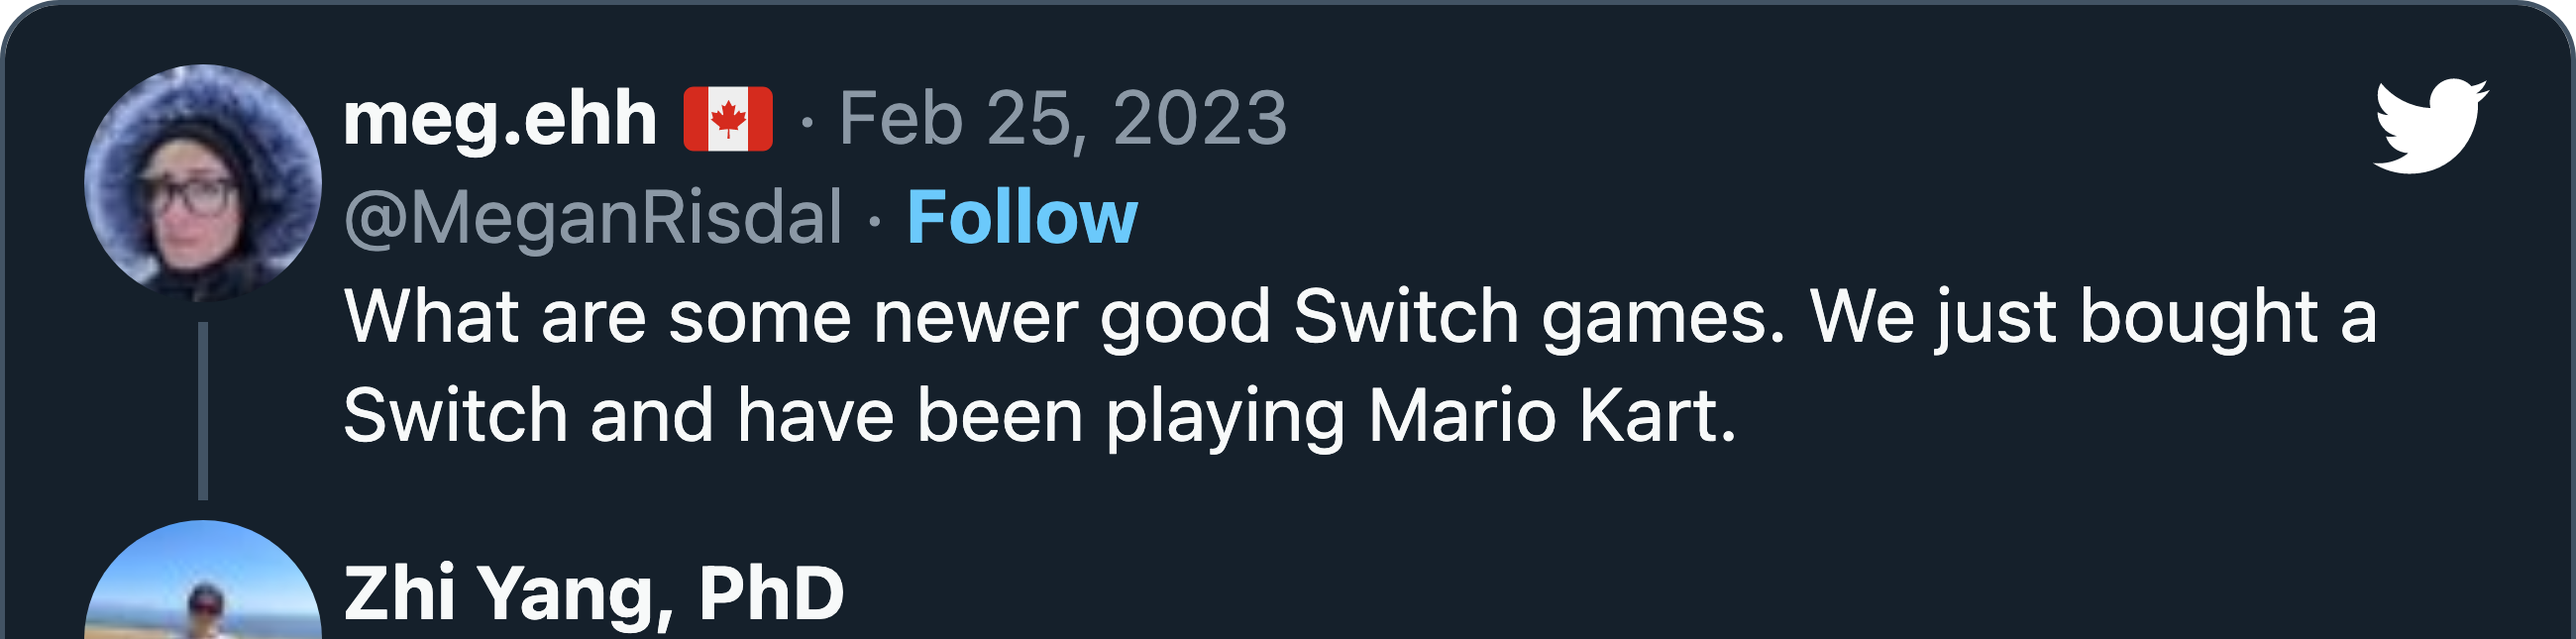 meg.ehh 🇨🇦 · Feb 25, 2023
@MeganRisdal · Follow
What are some newer good Switch games. We just bought a
Switch and have been playing Mario Kart.
Zhi Yang, PhD